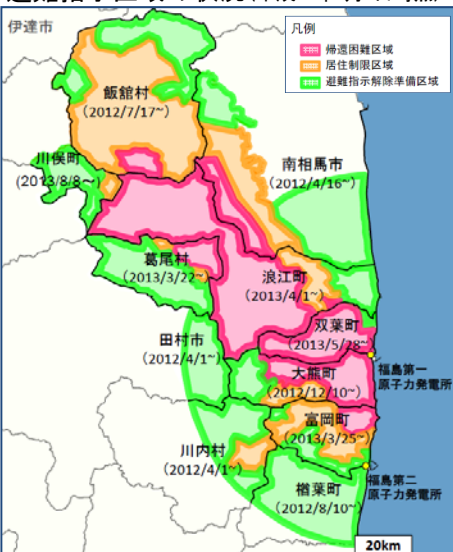 伊達市
凡例
帰還困難区域
居住制限区域
避難指示解除準備区域
飯舘村
(2012/7/17~)
川俣町
(2013/8/8~)
南相馬市
(2012/4/16~)
葛尾村
(2013/3/22~)
浪江町
(2013/4/1~)
双葉町
(2013/5/28~)
田村市
(2012/4/1~)
福島第一
原子力発電所
大熊町
(2012/12/10~)
富岡町
(2013/3/25~)
川内村
(2012/4/1~)
福島第二
原子力発電所
楢葉町
(2012/8/10~)
20km